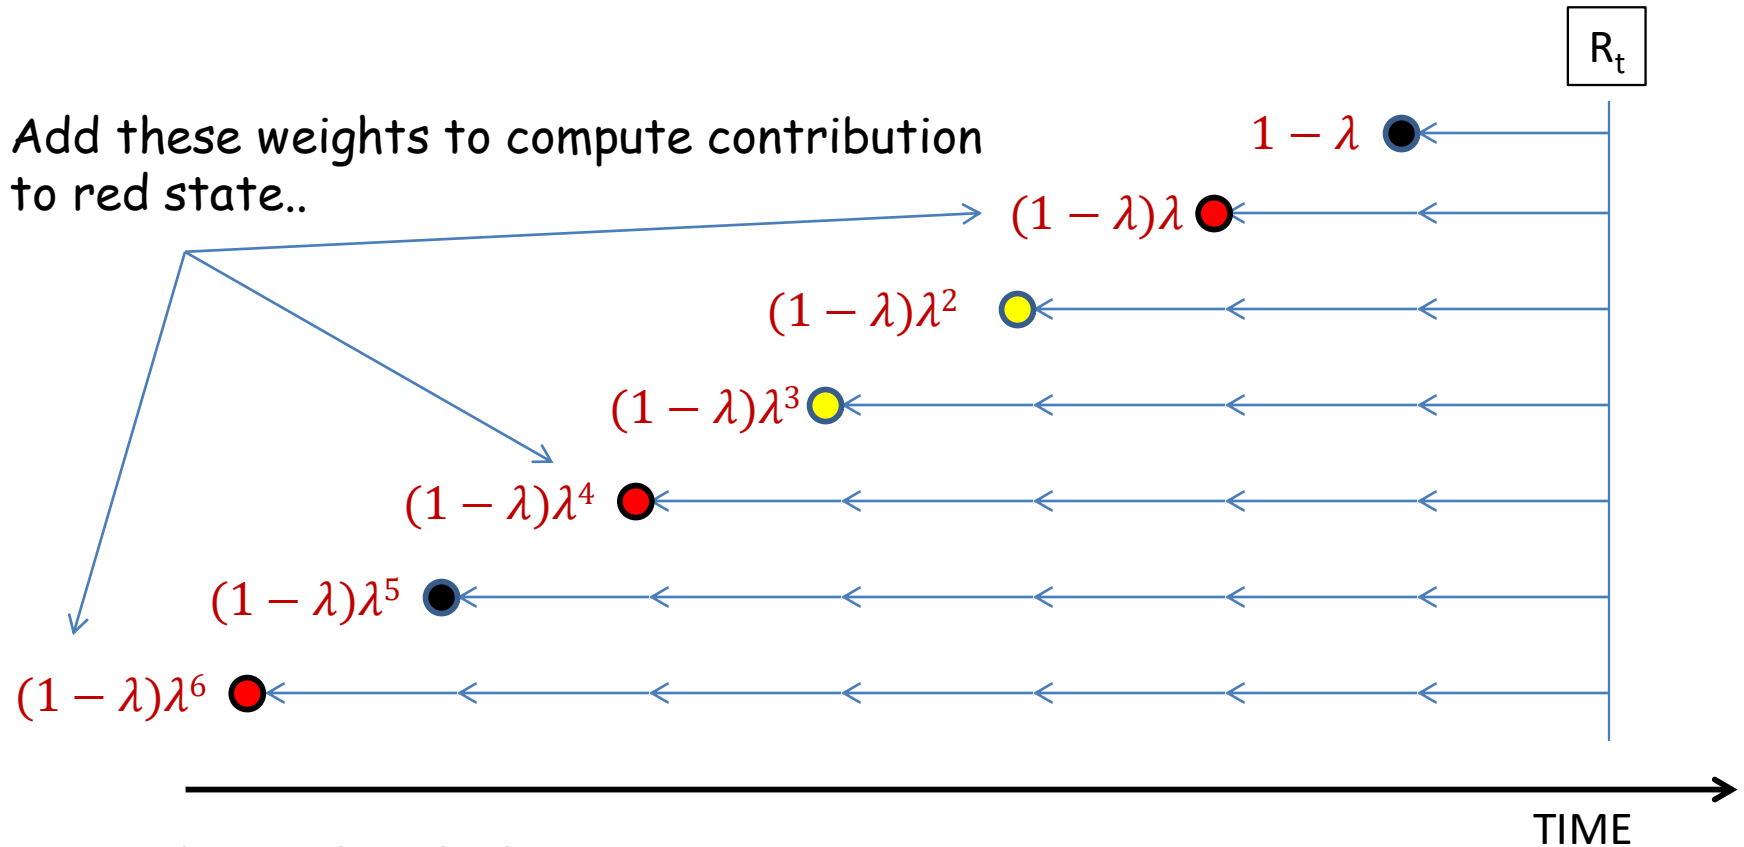 R_t
Add these weights to compute contribution
to red state..
1 − λ
(1 − λ)λ
(1 − λ)λ²
(1 − λ)λ³
(1 − λ)λ⁴
(1 − λ)λ⁵
(1 − λ)λ⁶
TIME